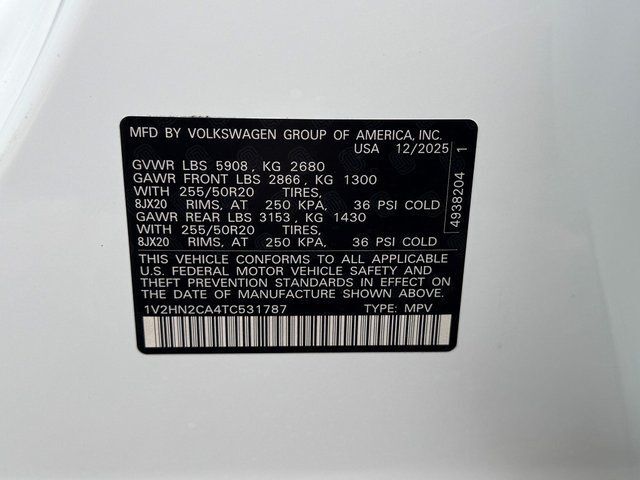 MFD BY VOLKSWAGEN GROUP OF AMERICA, INC.
USA 12/2025
GVWR LBS 5908, KG 2680
GAWR FRONT LBS 2866, KG 1300
WITH 255/50R20 TIRES,
8JX20 RIMS, AT 250 KPA, 36 PSI COLD
GAWR REAR LBS 3153, KG 1430
WITH 255/50R20 TIRES,
8JX20 RIMS, AT 250 KPA, 36 PSI COLD
THIS VEHICLE CONFORMS TO ALL APPLICABLE
U.S. FEDERAL MOTOR VEHICLE SAFETY AND
THEFT PREVENTION STANDARDS IN EFFECT ON
THE DATE OF MANUFACTURE SHOWN ABOVE.
1V2HN2CA4TC531787 TYPE: MPV
4938204 1